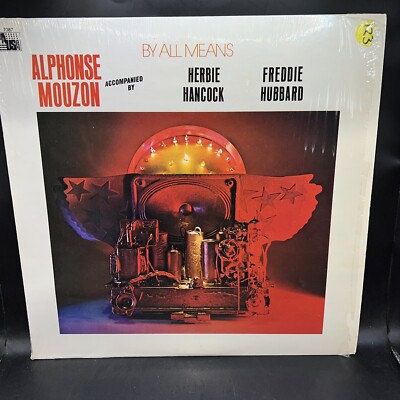 BY ALL MEANS
ALPHONSE
MOUZON
ACCOMPANIED
BY
HERBIE
HANCOCK
FREDDIE
HUBBARD